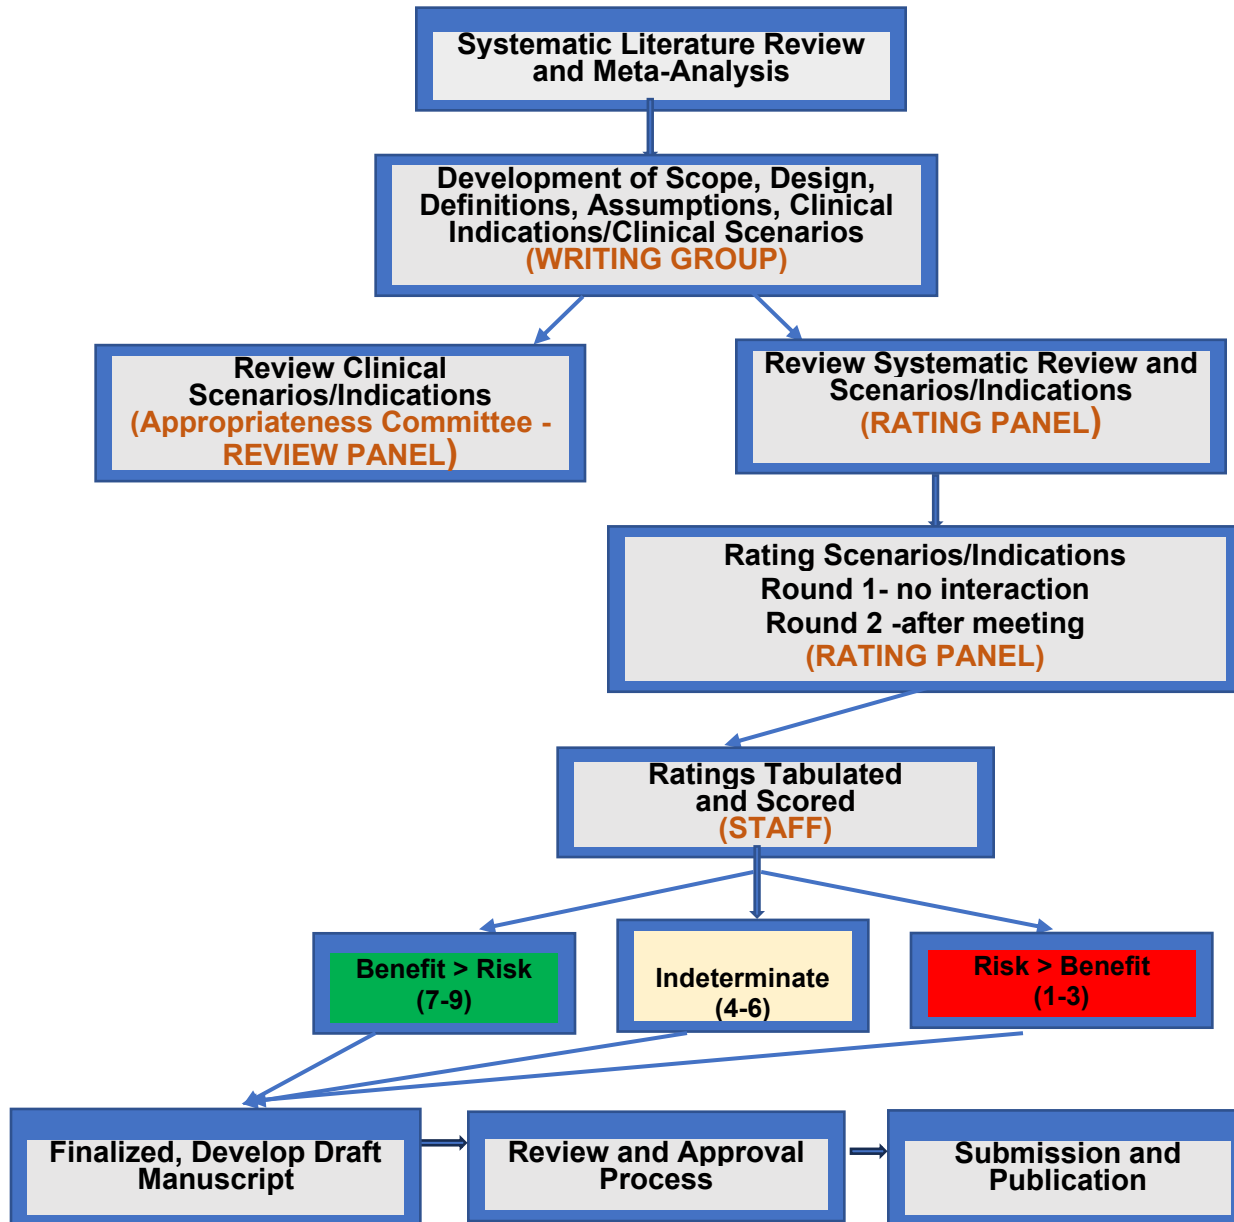 Systematic Literature Review
and Meta-Analysis
Development of Scope, Design,
Definitions, Assumptions, Clinical
Indications/Clinical Scenarios
(WRITING GROUP)
Review Clinical
Scenarios/Indications
(Appropriateness Committee -
REVIEW PANEL)
Review Systematic Review and
Scenarios/Indications
(RATING PANEL)
Rating Scenarios/Indications
Round 1- no interaction
Round 2 -after meeting
(RATING PANEL)
Ratings Tabulated
and Scored
(STAFF)
Benefit > Risk
(7-9)
Indeterminate
(4-6)
Risk > Benefit
(1-3)
Finalized, Develop Draft
Manuscript
Review and Approval
Process
Submission and
Publication